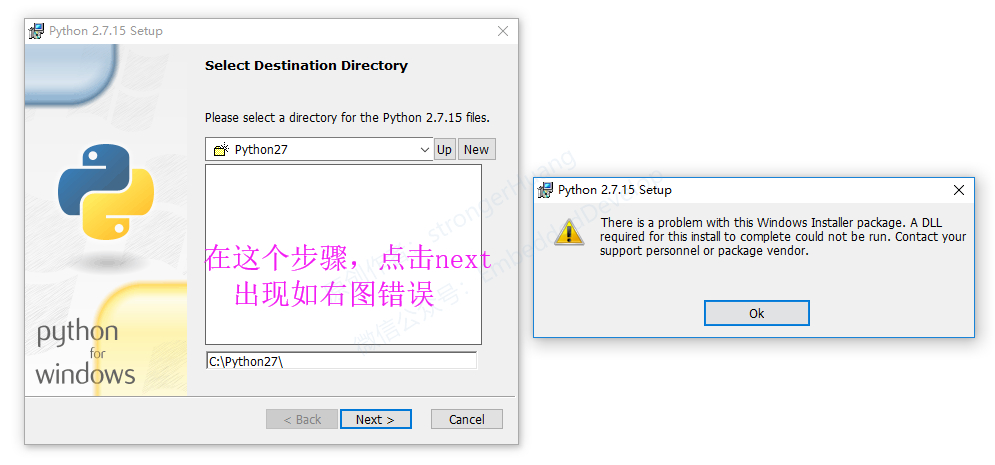 Python 2.7.15 Setup
Select Destination Directory
Please select a directory for the Python 2.7.15 files.
Python27
Up
New
在这个步骤，点击next
出现如右图错误
python
for
windows
C:\Python27\
< Back
Next >
Cancel
Python 2.7.15 Setup
There is a problem with this Windows Installer package. A DLL
required for this install to complete could not be run. Contact your
support personnel or package vendor.
Ok
strongerHuang
微信公众号：EmbeddedDevelop